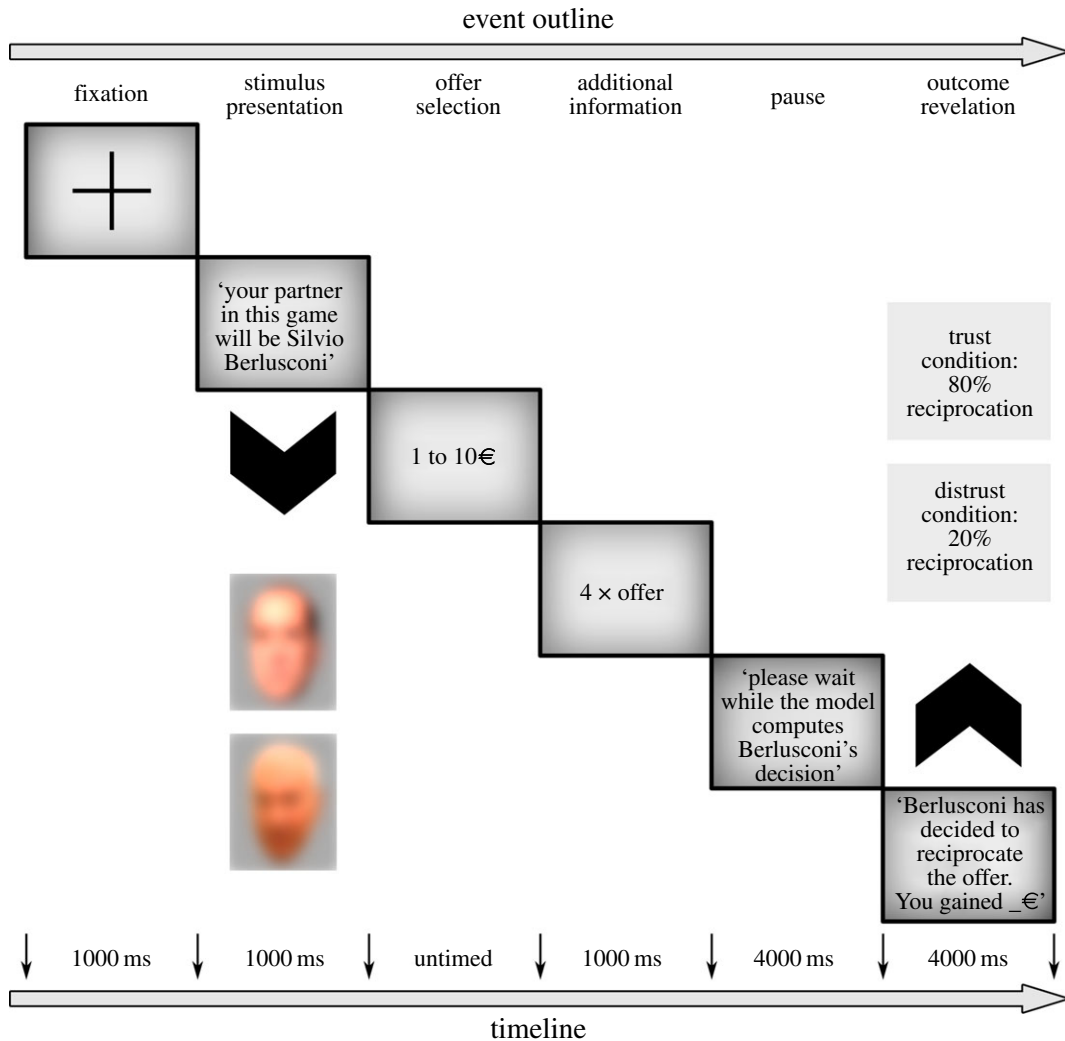 event outline
fixation
stimulus
presentation
offer
selection
additional
information
pause
outcome
revelation
‘your partner
in this game
will be Silvio
Berlusconi’
1 to 10€
4 × offer
‘please wait
while the model
computes
Berlusconi’s
decision’
trust
condition:
80%
reciprocation
distrust
condition:
20%
reciprocation
‘Berlusconi has
decided to
reciprocate
the offer.
You gained _€’
1000 ms
1000 ms
untimed
1000 ms
4000 ms
4000 ms
timeline